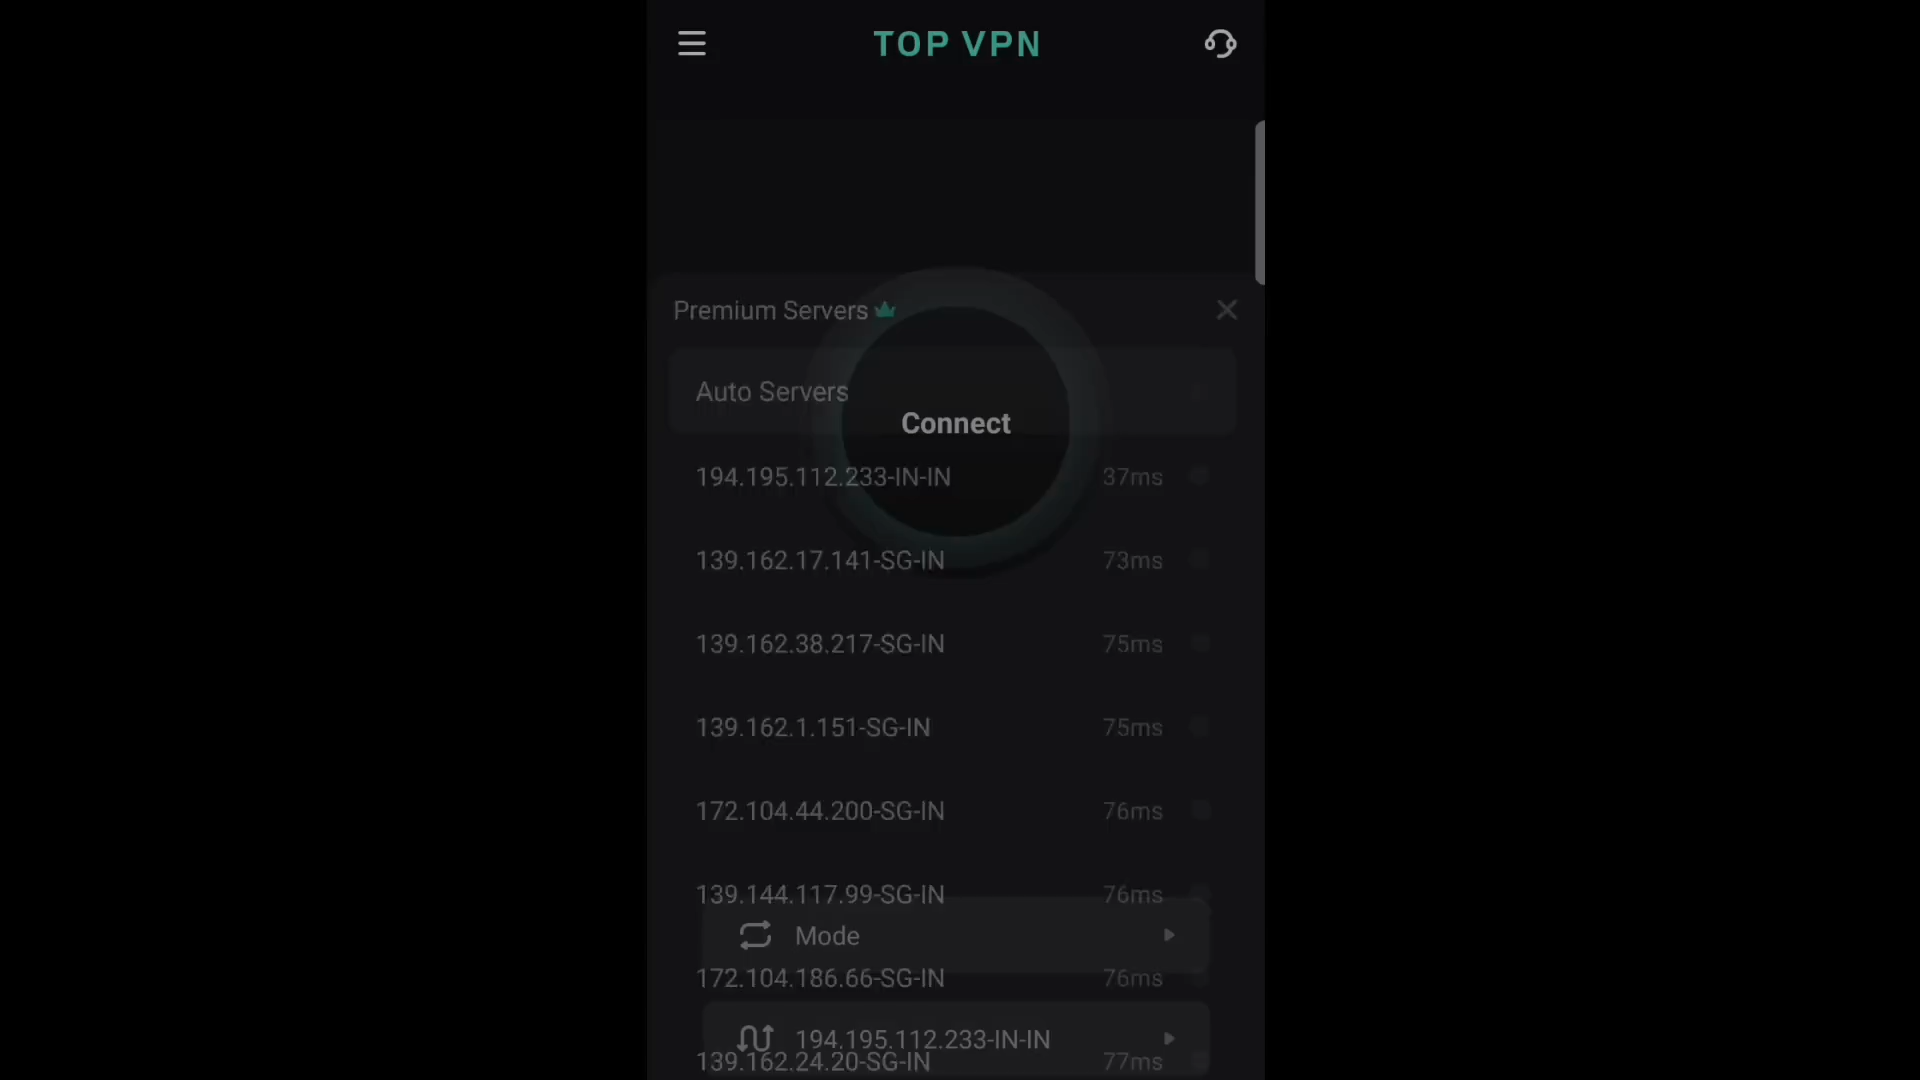 TOP VPN
Premium Servers
Auto Servers
Connect
194.195.112.233-IN-IN 37ms
139.162.17.141-SG-IN 73ms
139.162.38.217-SG-IN 75ms
139.162.1.151-SG-IN 75ms
172.104.44.200-SG-IN 76ms
139.144.117.99-SG-IN 76ms
Mode
172.104.186.66-SG-IN 76ms
194.195.112.233-IN-IN
139.162.24.20-SG-IN 77ms